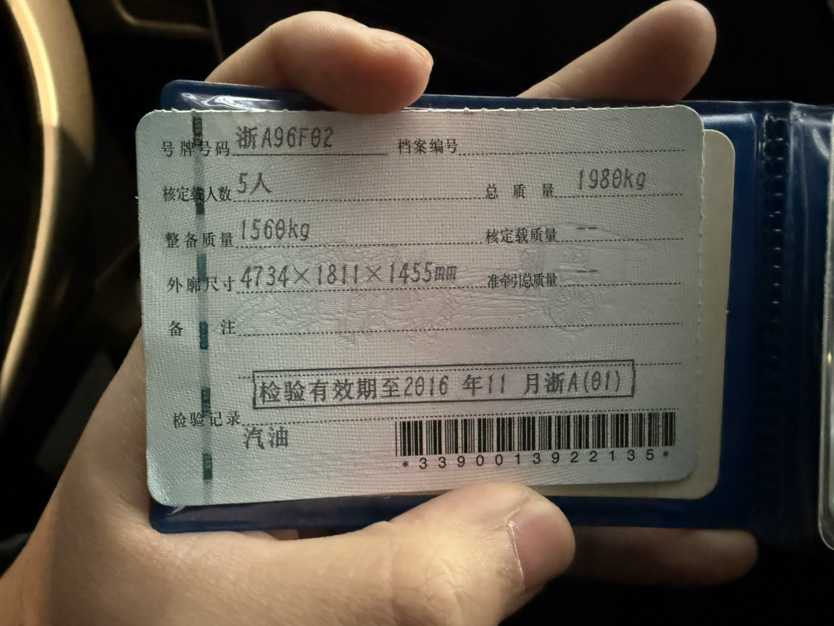 号牌号码 浙A96F02 档案编号
核定载人数 5人 总质量 1980kg
整备质量 1560kg 核定载质量 --
外廓尺寸 4734×1811×1455mm 准牵引总质量 --
备注
检验有效期至2016 年11 月浙A(01)
检验记录
汽油
*3390013922135*